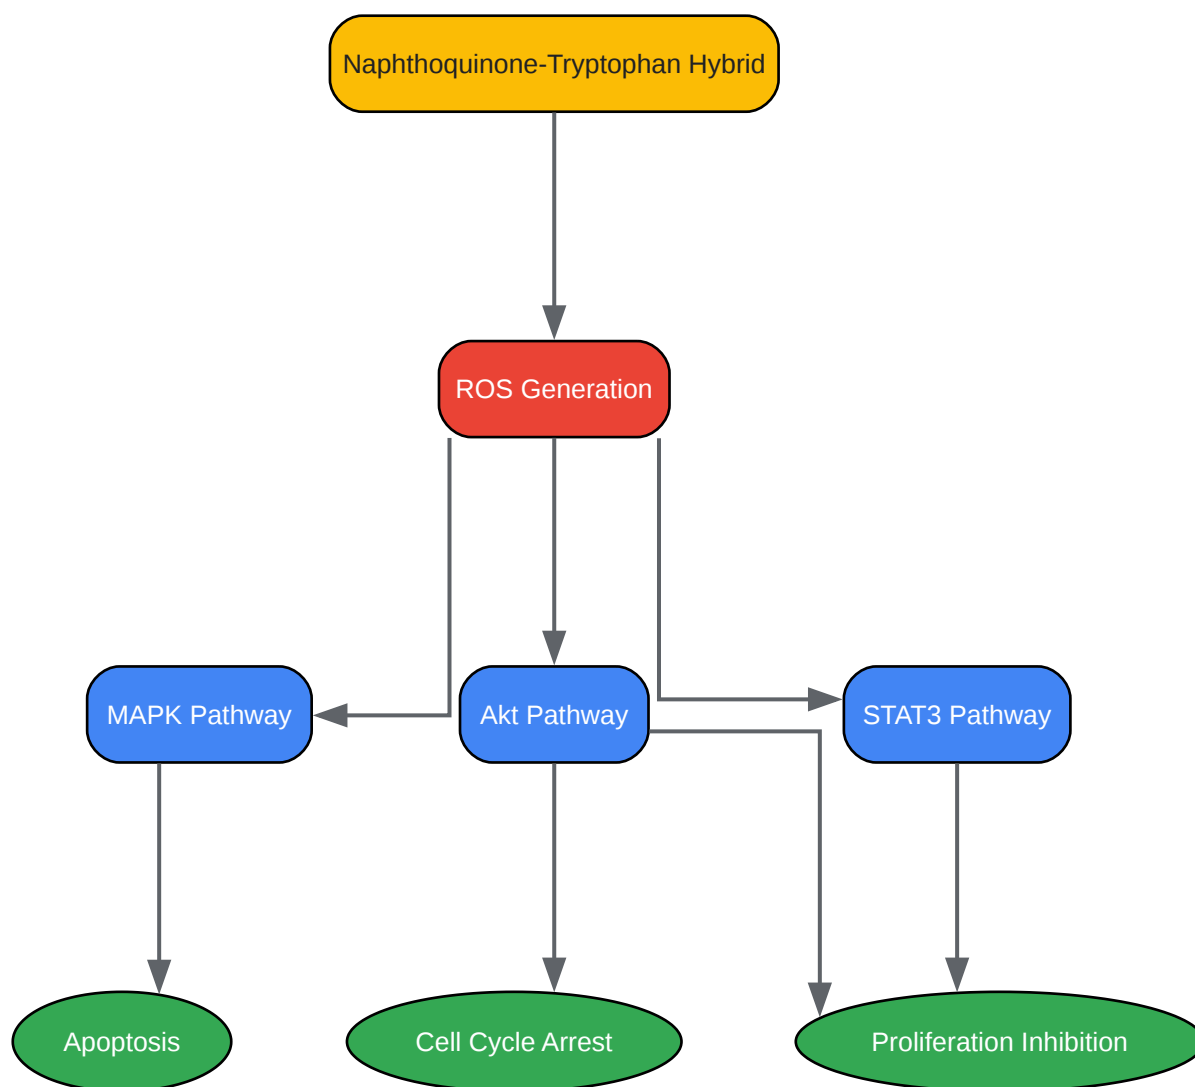 Naphthoquinone-Tryptophan Hybrid
ROS Generation
MAPK Pathway
Akt Pathway
STAT3 Pathway
Apoptosis
Cell Cycle Arrest
Proliferation Inhibition